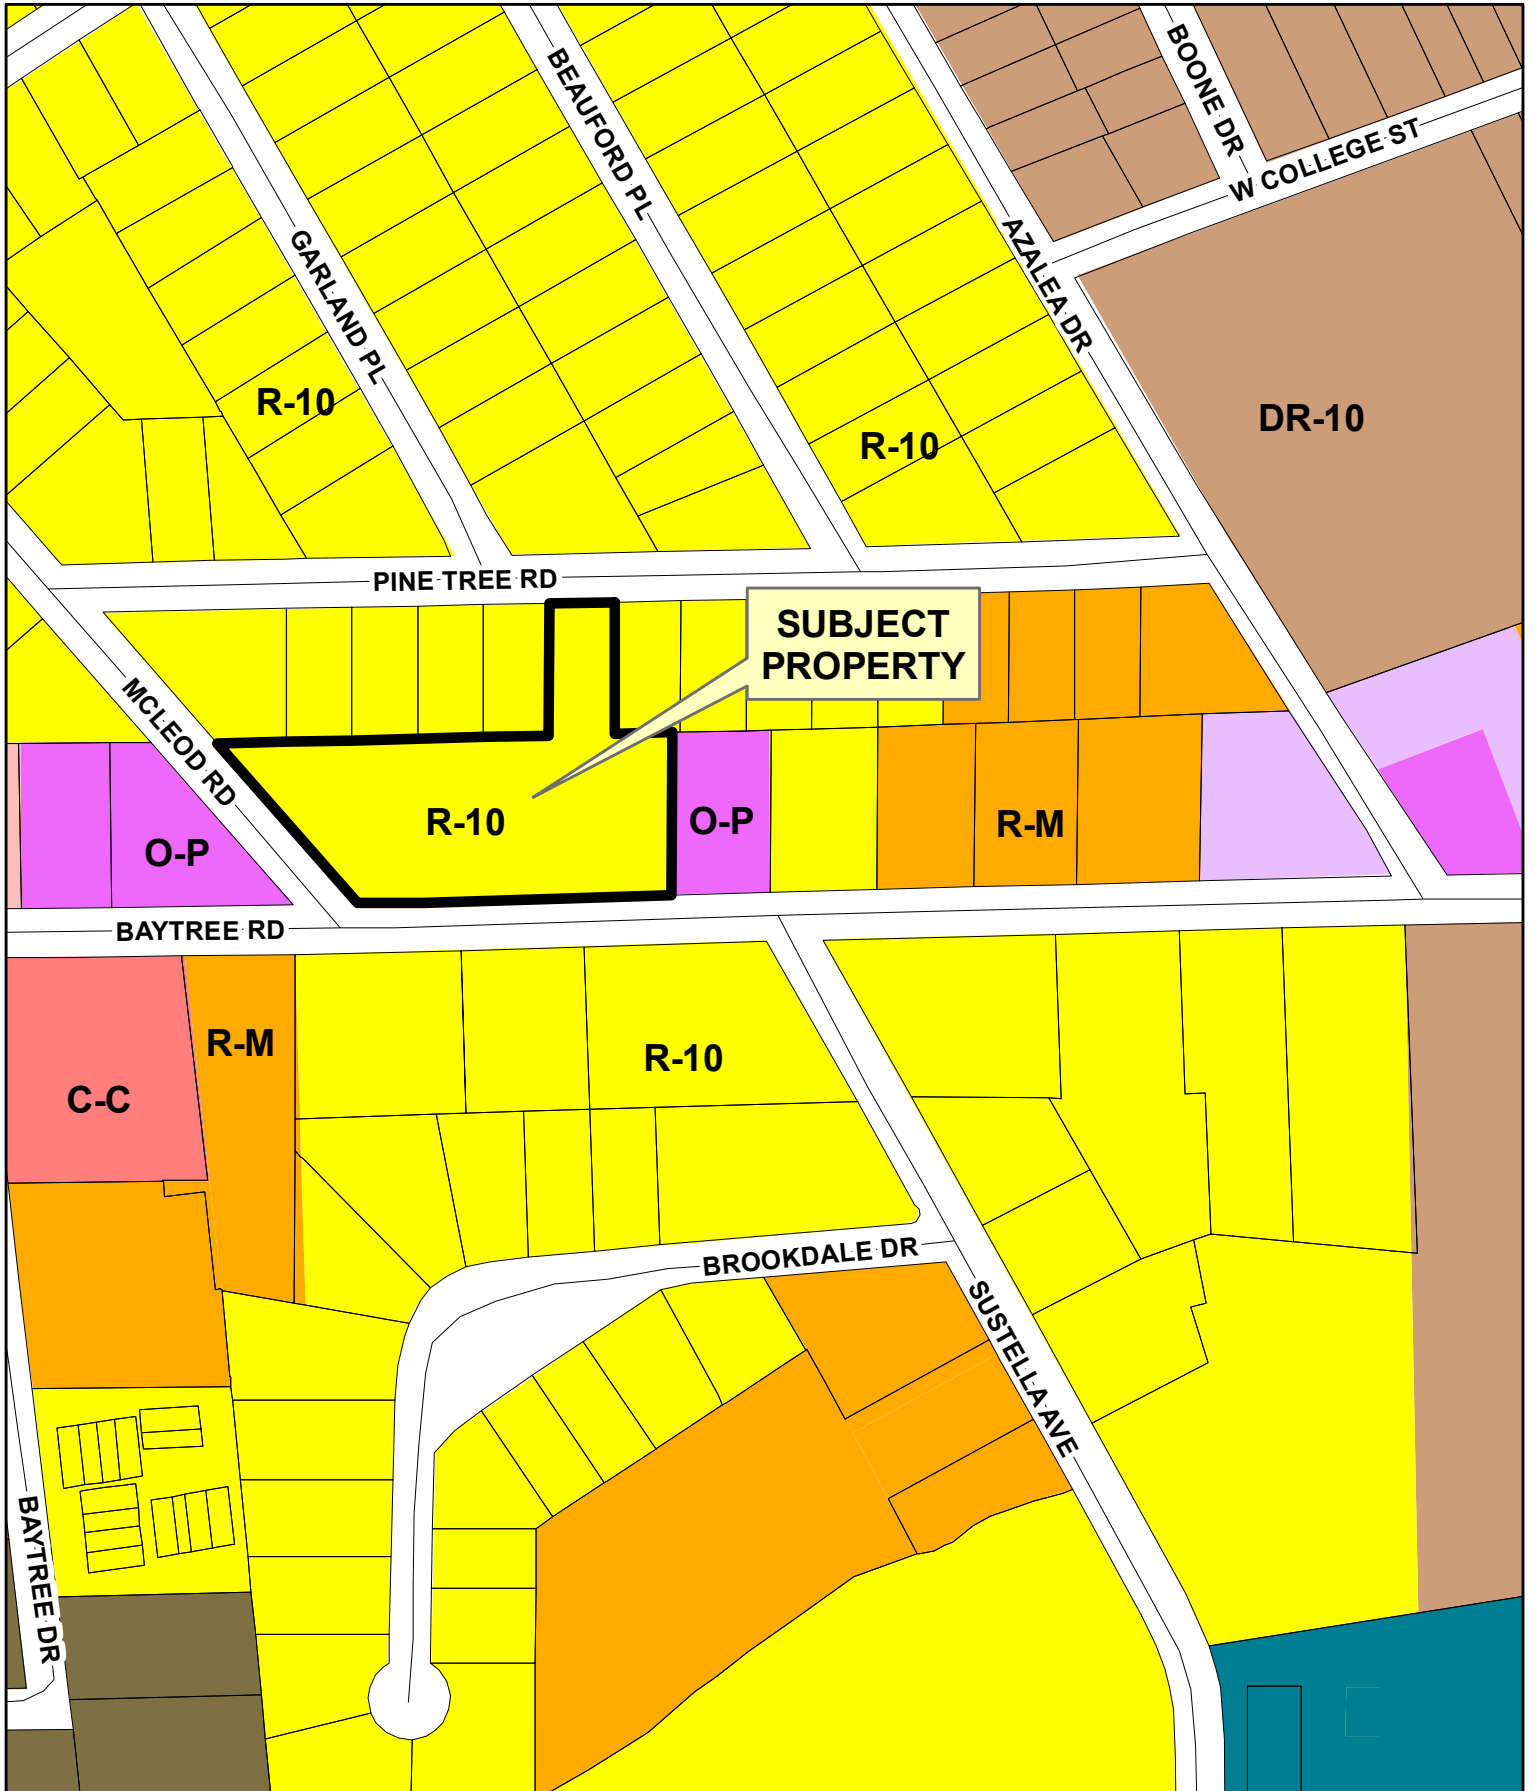 BOONE DR
BEAUFORD PL
W COLLEGE ST
GARLAND PL
AZALEA DR
R-10
R-10
DR-10
PINE TREE RD
SUBJECT
PROPERTY
MCLEOD RD
R-10
O-P
R-M
O-P
BAYTREE RD
R-M
R-10
C-C
BROOKDALE DR
SUSTELLA AVE
BAYTREE DR